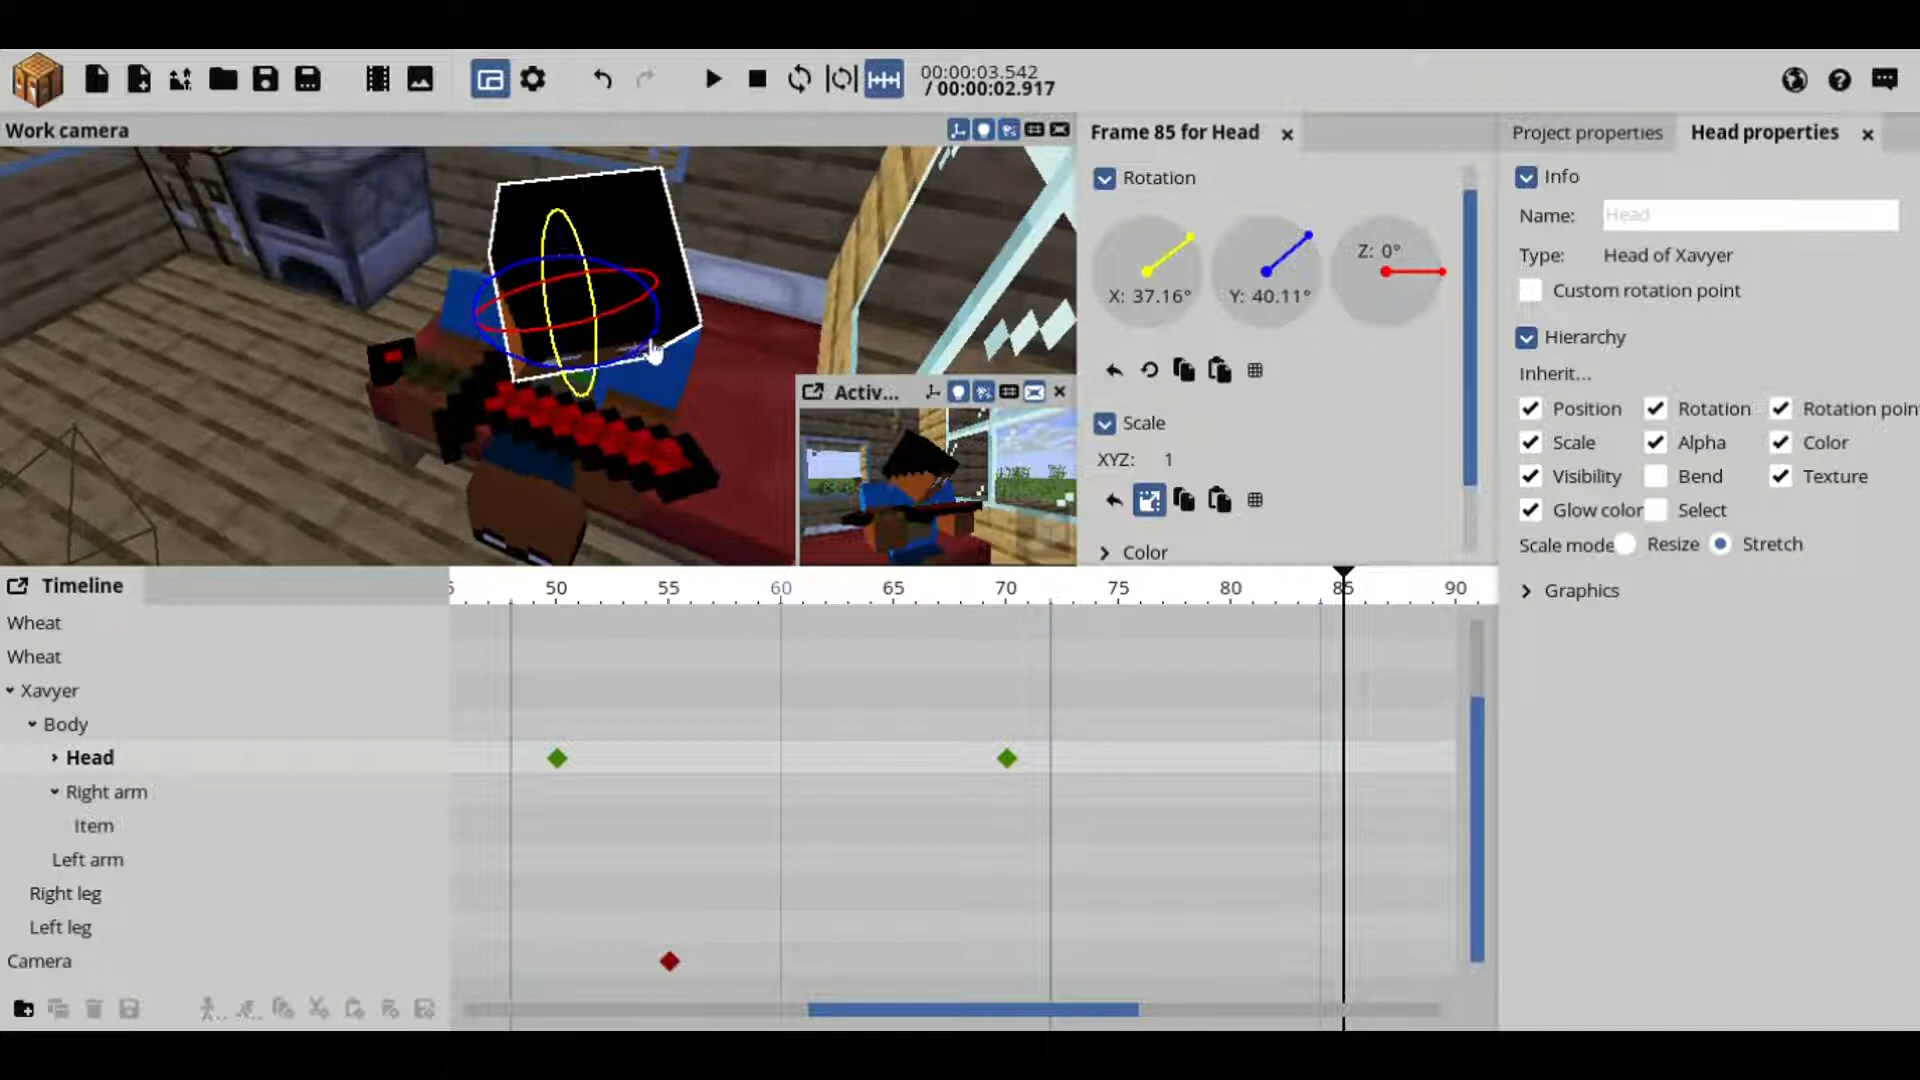 00:00:03.542
/ 00:00:02.917
Work camera
Frame 85 for Head
Project properties
Head properties
Rotation
X: 37.16°
Y: 40.11°
Z: 0°
Scale
XYZ: 1
Color
Info
Name: Head
Type: Head of Xavyer
Custom rotation point
Hierarchy
Inherit...
Position Rotation Rotation poin
Scale Alpha Color
Visibility Bend Texture
Glow color Select
Scale mode Resize Stretch
Graphics
Activ...
Timeline
5 50 55 60 65 70 75 80 85 90
Wheat
Wheat
Xavyer
Body
Head
Right arm
Item
Left arm
Right leg
Left leg
Camera